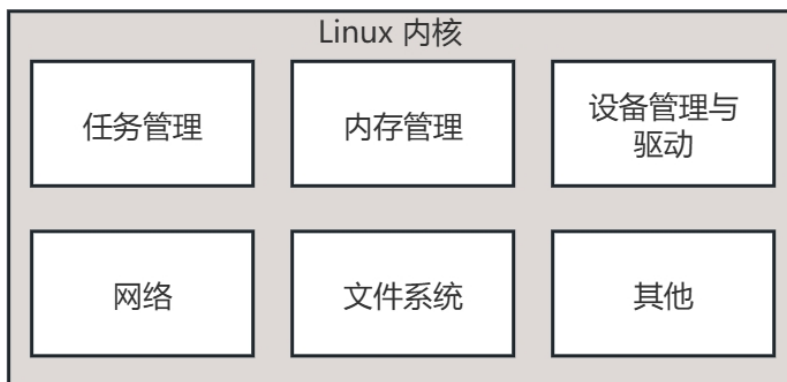 Linux 内核
任务管理
内存管理
设备管理与
驱动
网络
文件系统
其他